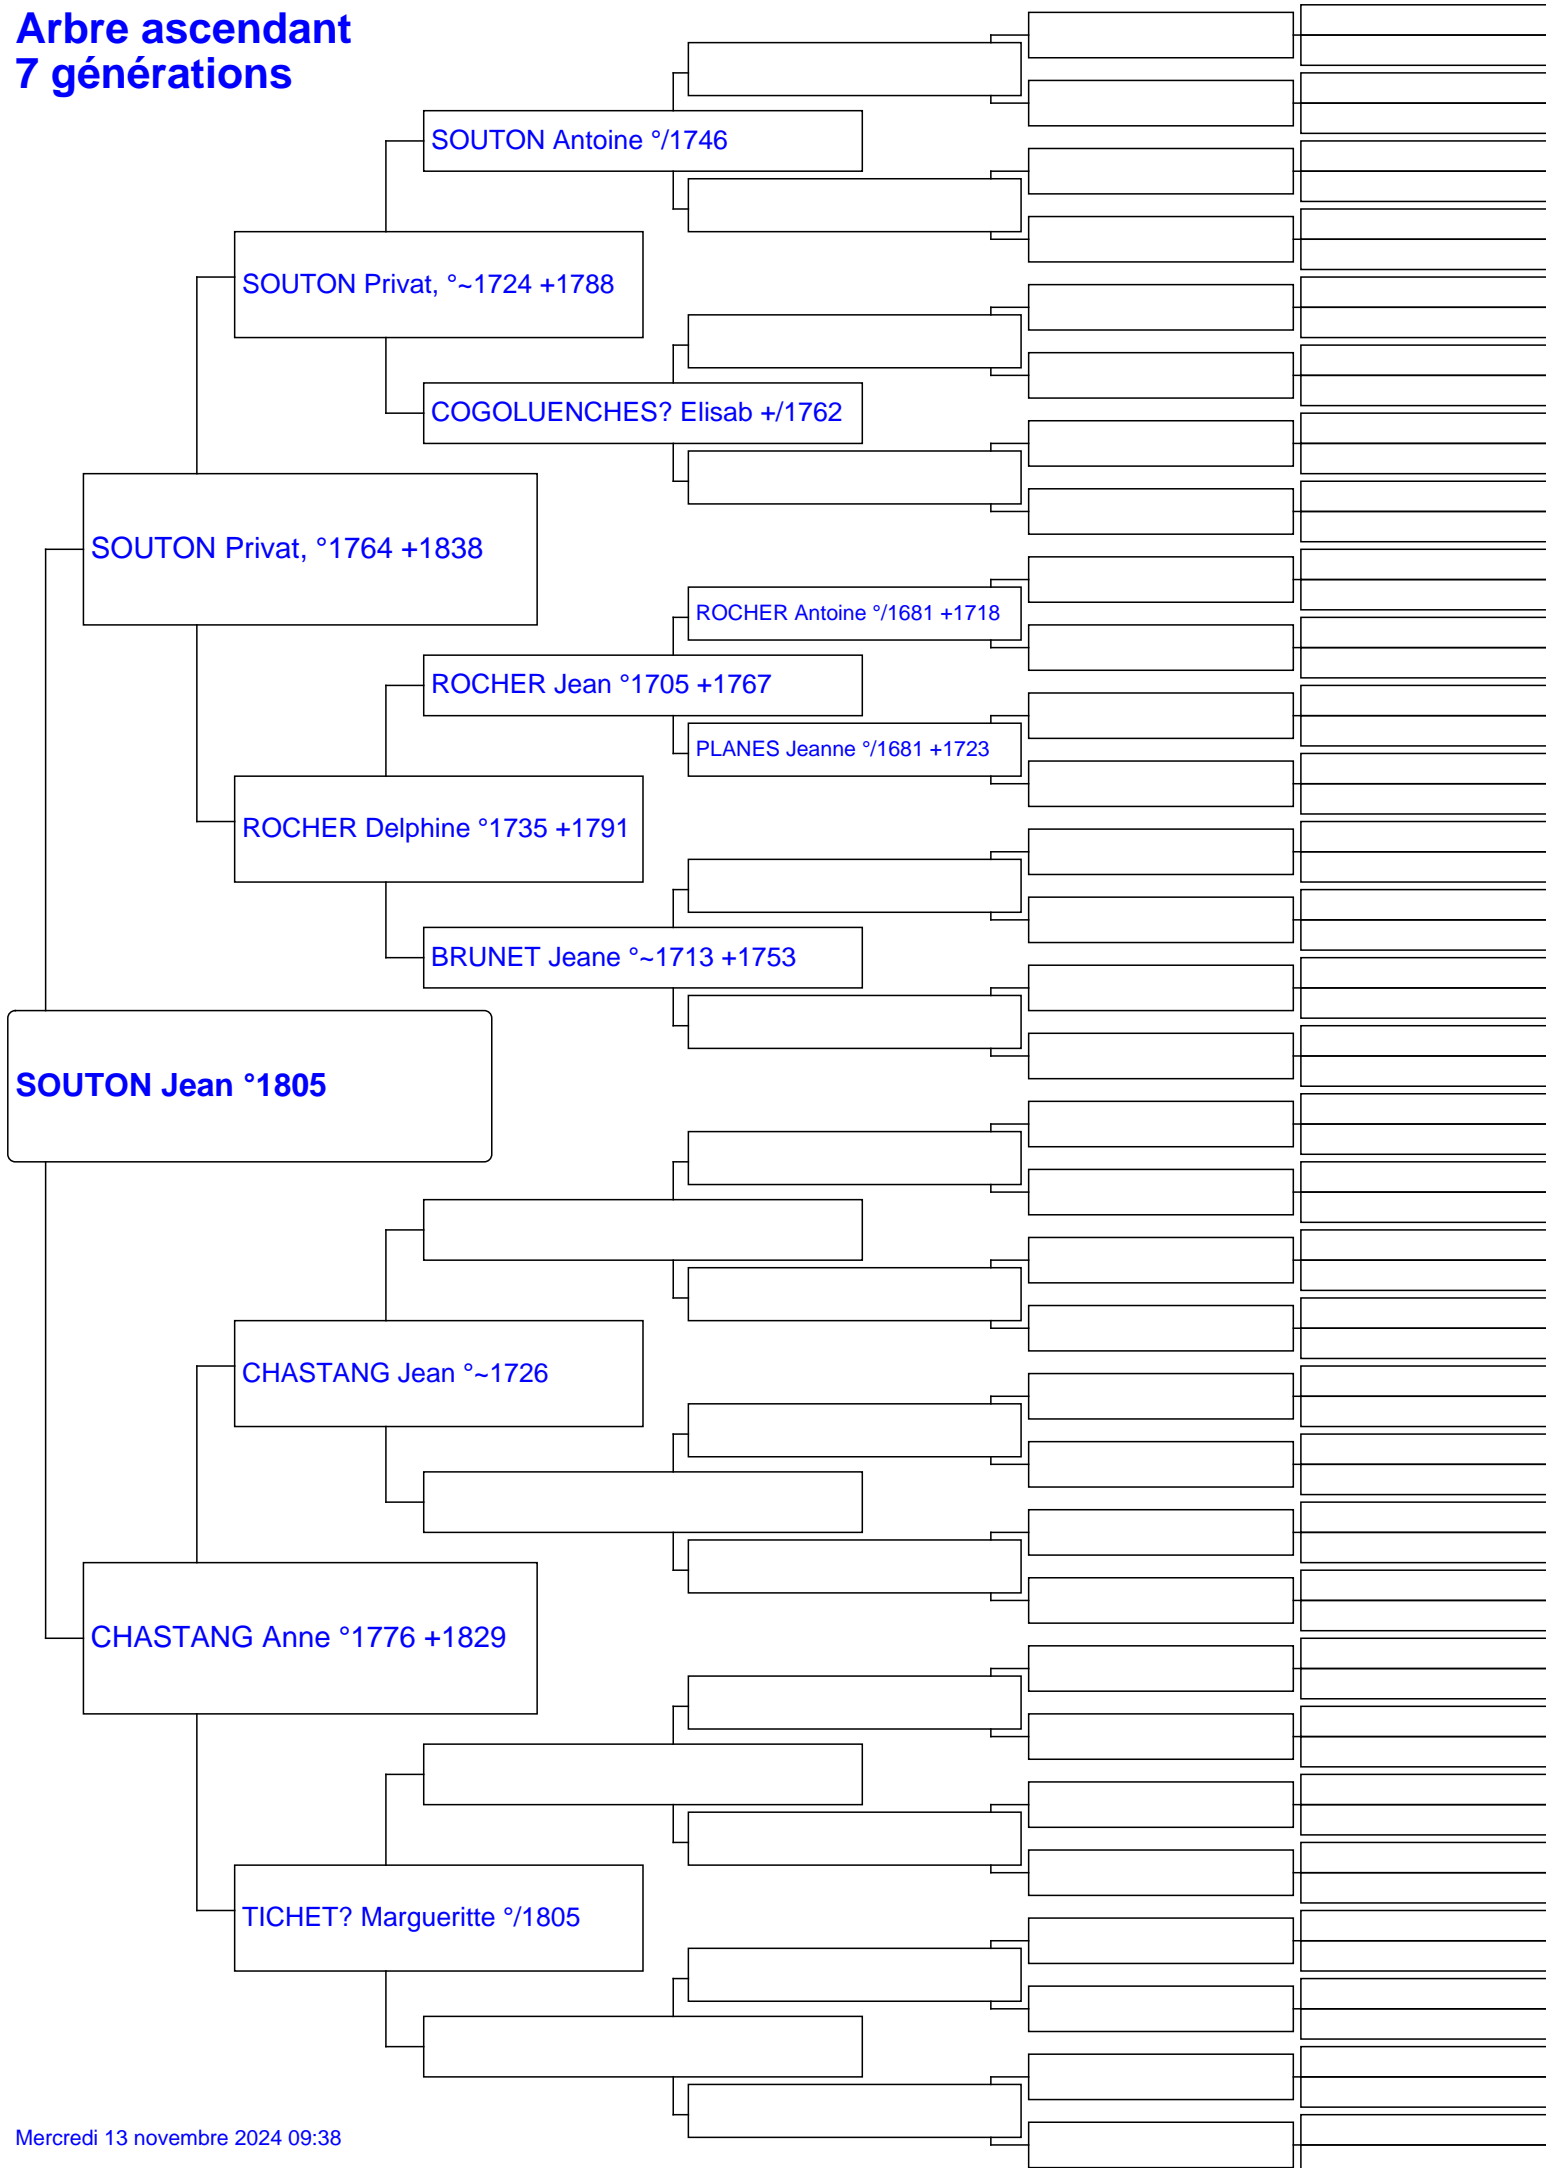 Arbre ascendant
7 générations
SOUTON Antoine °/1746
SOUTON Privat, °~1724 +1788
COGOLUENCHES? Elisab +/1762
SOUTON Privat, °1764 +1838
ROCHER Antoine °/1681 +1718
ROCHER Jean °1705 +1767
PLANES Jeanne °/1681 +1723
ROCHER Delphine °1735 +1791
BRUNET Jeane °~1713 +1753
SOUTON Jean °1805
CHASTANG Jean °~1726
CHASTANG Anne °1776 +1829
TICHET? Margueritte °/1805
Mercredi 13 novembre 2024 09:38